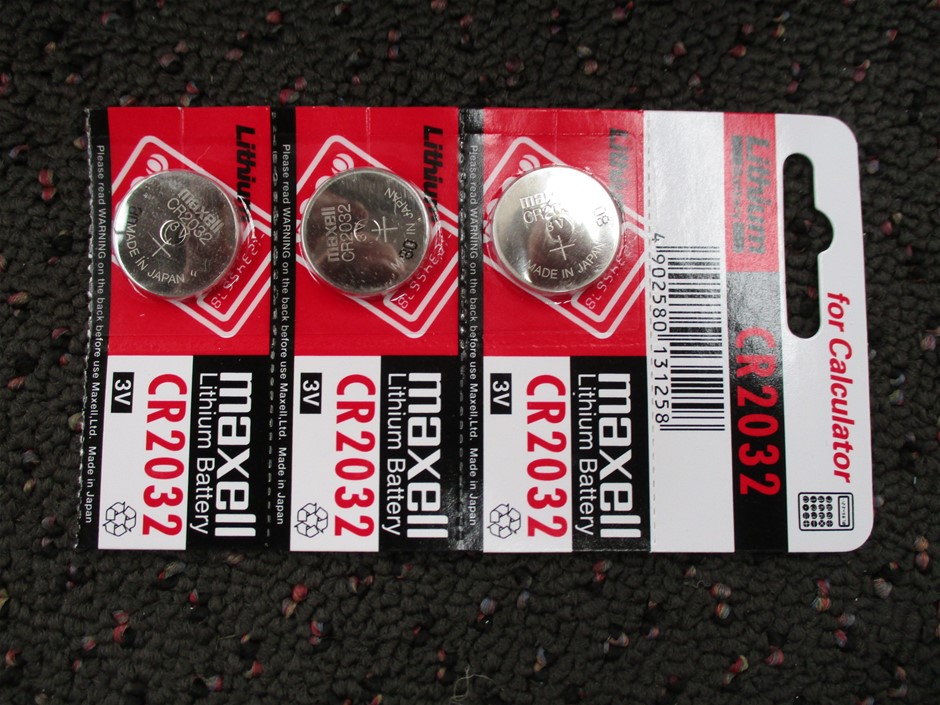 for Calculator
Lithium
CR2032
4 902580 131258
Lithium
maxell
CR2032
MADE IN JAPAN
08
maxell
Lithium Battery
CR2032
3V
Please read WARNING on the back before use Maxell,Ltd. Made in Japan
Lithium
maxell
CR2032
IN JAPAN
08
maxell
Lithium Battery
CR2032
3V
Please read WARNING on the back before use Maxell,Ltd. Made in Japan
Lithium
maxell
CR2032
MADE IN JAPAN
maxell
Lithium Battery
CR2032
3V
Please read WARNING on the back before use Maxell,Ltd. Made in Japan